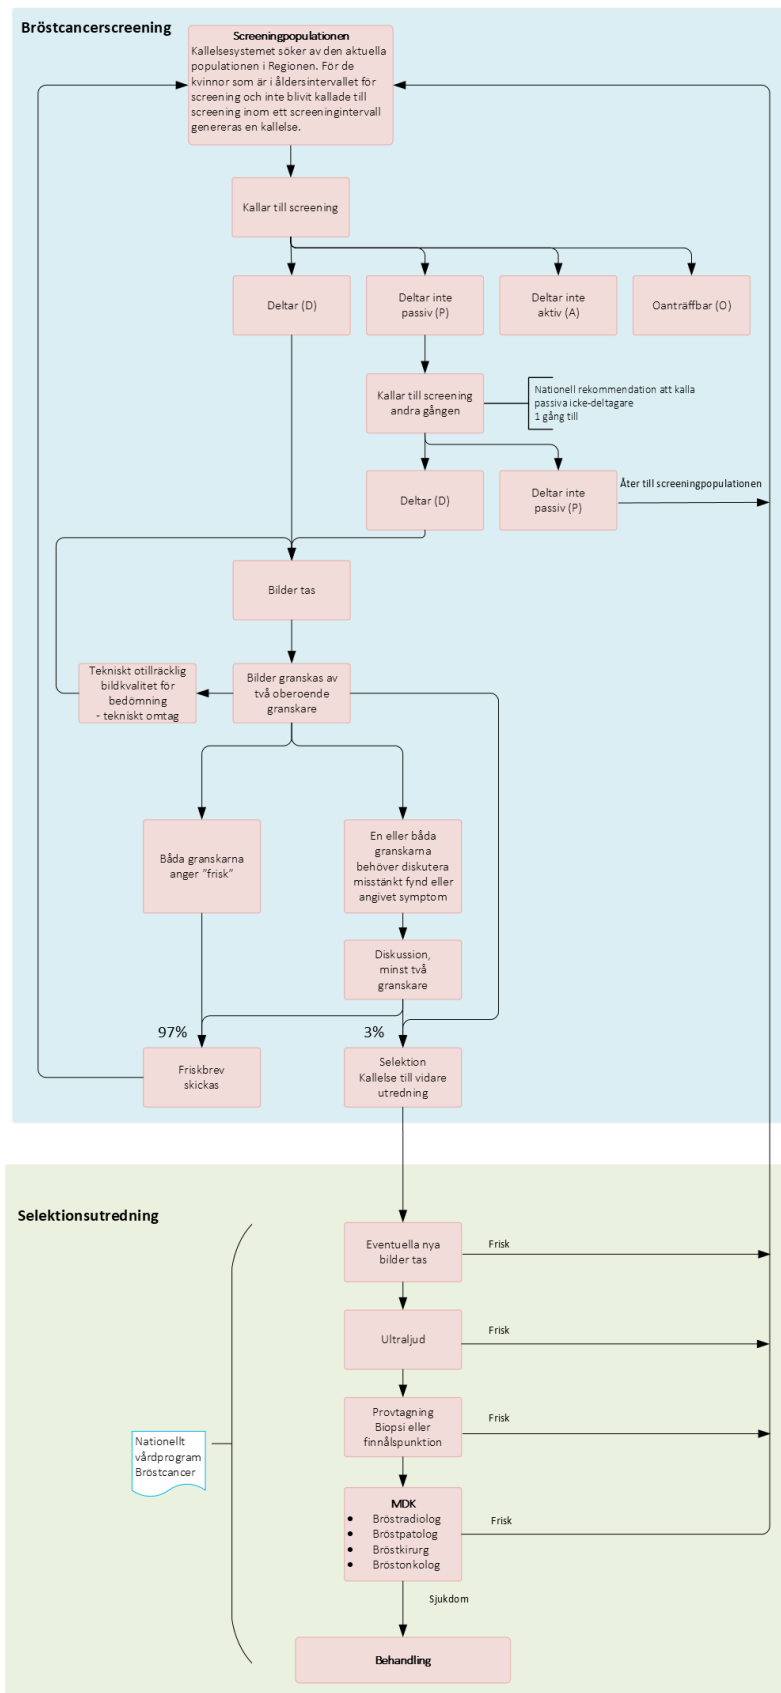 Bröstcancerscreening
Screeningpopulationen
Kallelsesystemet söker av den aktuella
populationen i Regionen. För de
kvinnor som är i åldersintervallet för
screening och inte blivit kallade till
screening inom ett screeningintervall
genereras en kallelse.
Kallar till screening
Deltar (D)
Deltar inte
passiv (P)
Deltar inte
aktiv (A)
Oanträffbar (O)
Kallar till screening
andra gången
Nationell rekommendation att kalla
passiva icke-deltagare
1 gång till
Deltar (D)
Deltar inte
passiv (P)
Åter till screeningpopulationen
Bilder tas
Tekniskt otillräcklig
bildkvalitet för
bedömning
- tekniskt omtag
Bilder granskas av
två oberoende
granskare
Båda granskarna
anger ”frisk”
En eller båda
granskarna
behöver diskutera
misstänkt fynd eller
angivet symptom
Diskussion,
minst två
granskare
97%
3%
Friskbrev
skickas
Selektion
Kallelse till vidare
utredning
Selektionsutredning
Eventuella nya
bilder tas
Frisk
Ultraljud
Frisk
Provtagning
Biopsi eller
finnålspunktion
Frisk
Nationellt
vårdprogram
Bröstcancer
MDK
• Bröstradiolog
• Bröstpatolog
• Bröstkirurg
• Bröstonkolog
Frisk
Sjukdom
Behandling